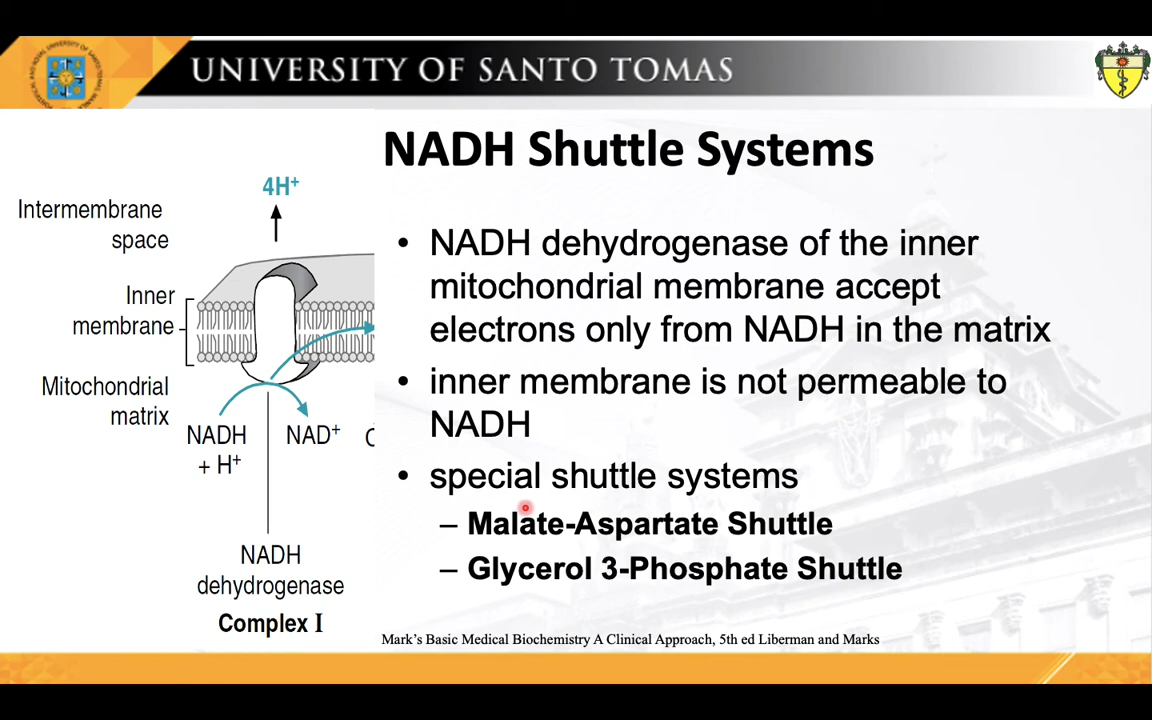 UNIVERSITY OF SANTO TOMAS
NADH Shuttle Systems
4H⁺
Intermembrane
space
Inner
membrane
Mitochondrial
matrix
NADH
+ H⁺
NAD⁺
NADH
dehydrogenase
Complex I
• NADH dehydrogenase of the inner
mitochondrial membrane accept
electrons only from NADH in the matrix
• inner membrane is not permeable to
NADH
• special shuttle systems
– Malate-Aspartate Shuttle
– Glycerol 3-Phosphate Shuttle
Mark's Basic Medical Biochemistry A Clinical Approach, 5th ed Liberman and Marks